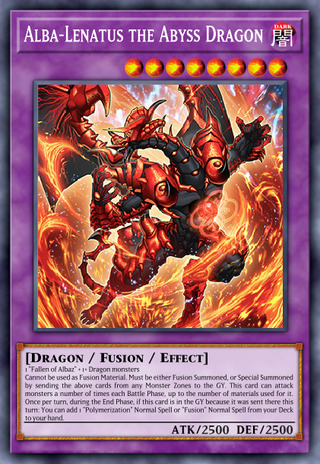 Alba-Lenatus the Abyss Dragon
DARK
闇
[Dragon / Fusion / Effect]
1 "Fallen of Albaz" + 1+ Dragon monsters
Cannot be used as Fusion Material. Must be either Fusion Summoned, or Special Summoned
by sending the above cards from any Monster Zones to the GY. This card can attack
monsters a number of times each Battle Phase, up to the number of materials used for it.
Once per turn, during the End Phase, if this card is in the GY because it was sent there this
turn: You can add 1 "Polymerization" Normal Spell or "Fusion" Normal Spell from your Deck
to your hand.
ATK/2500 DEF/2500